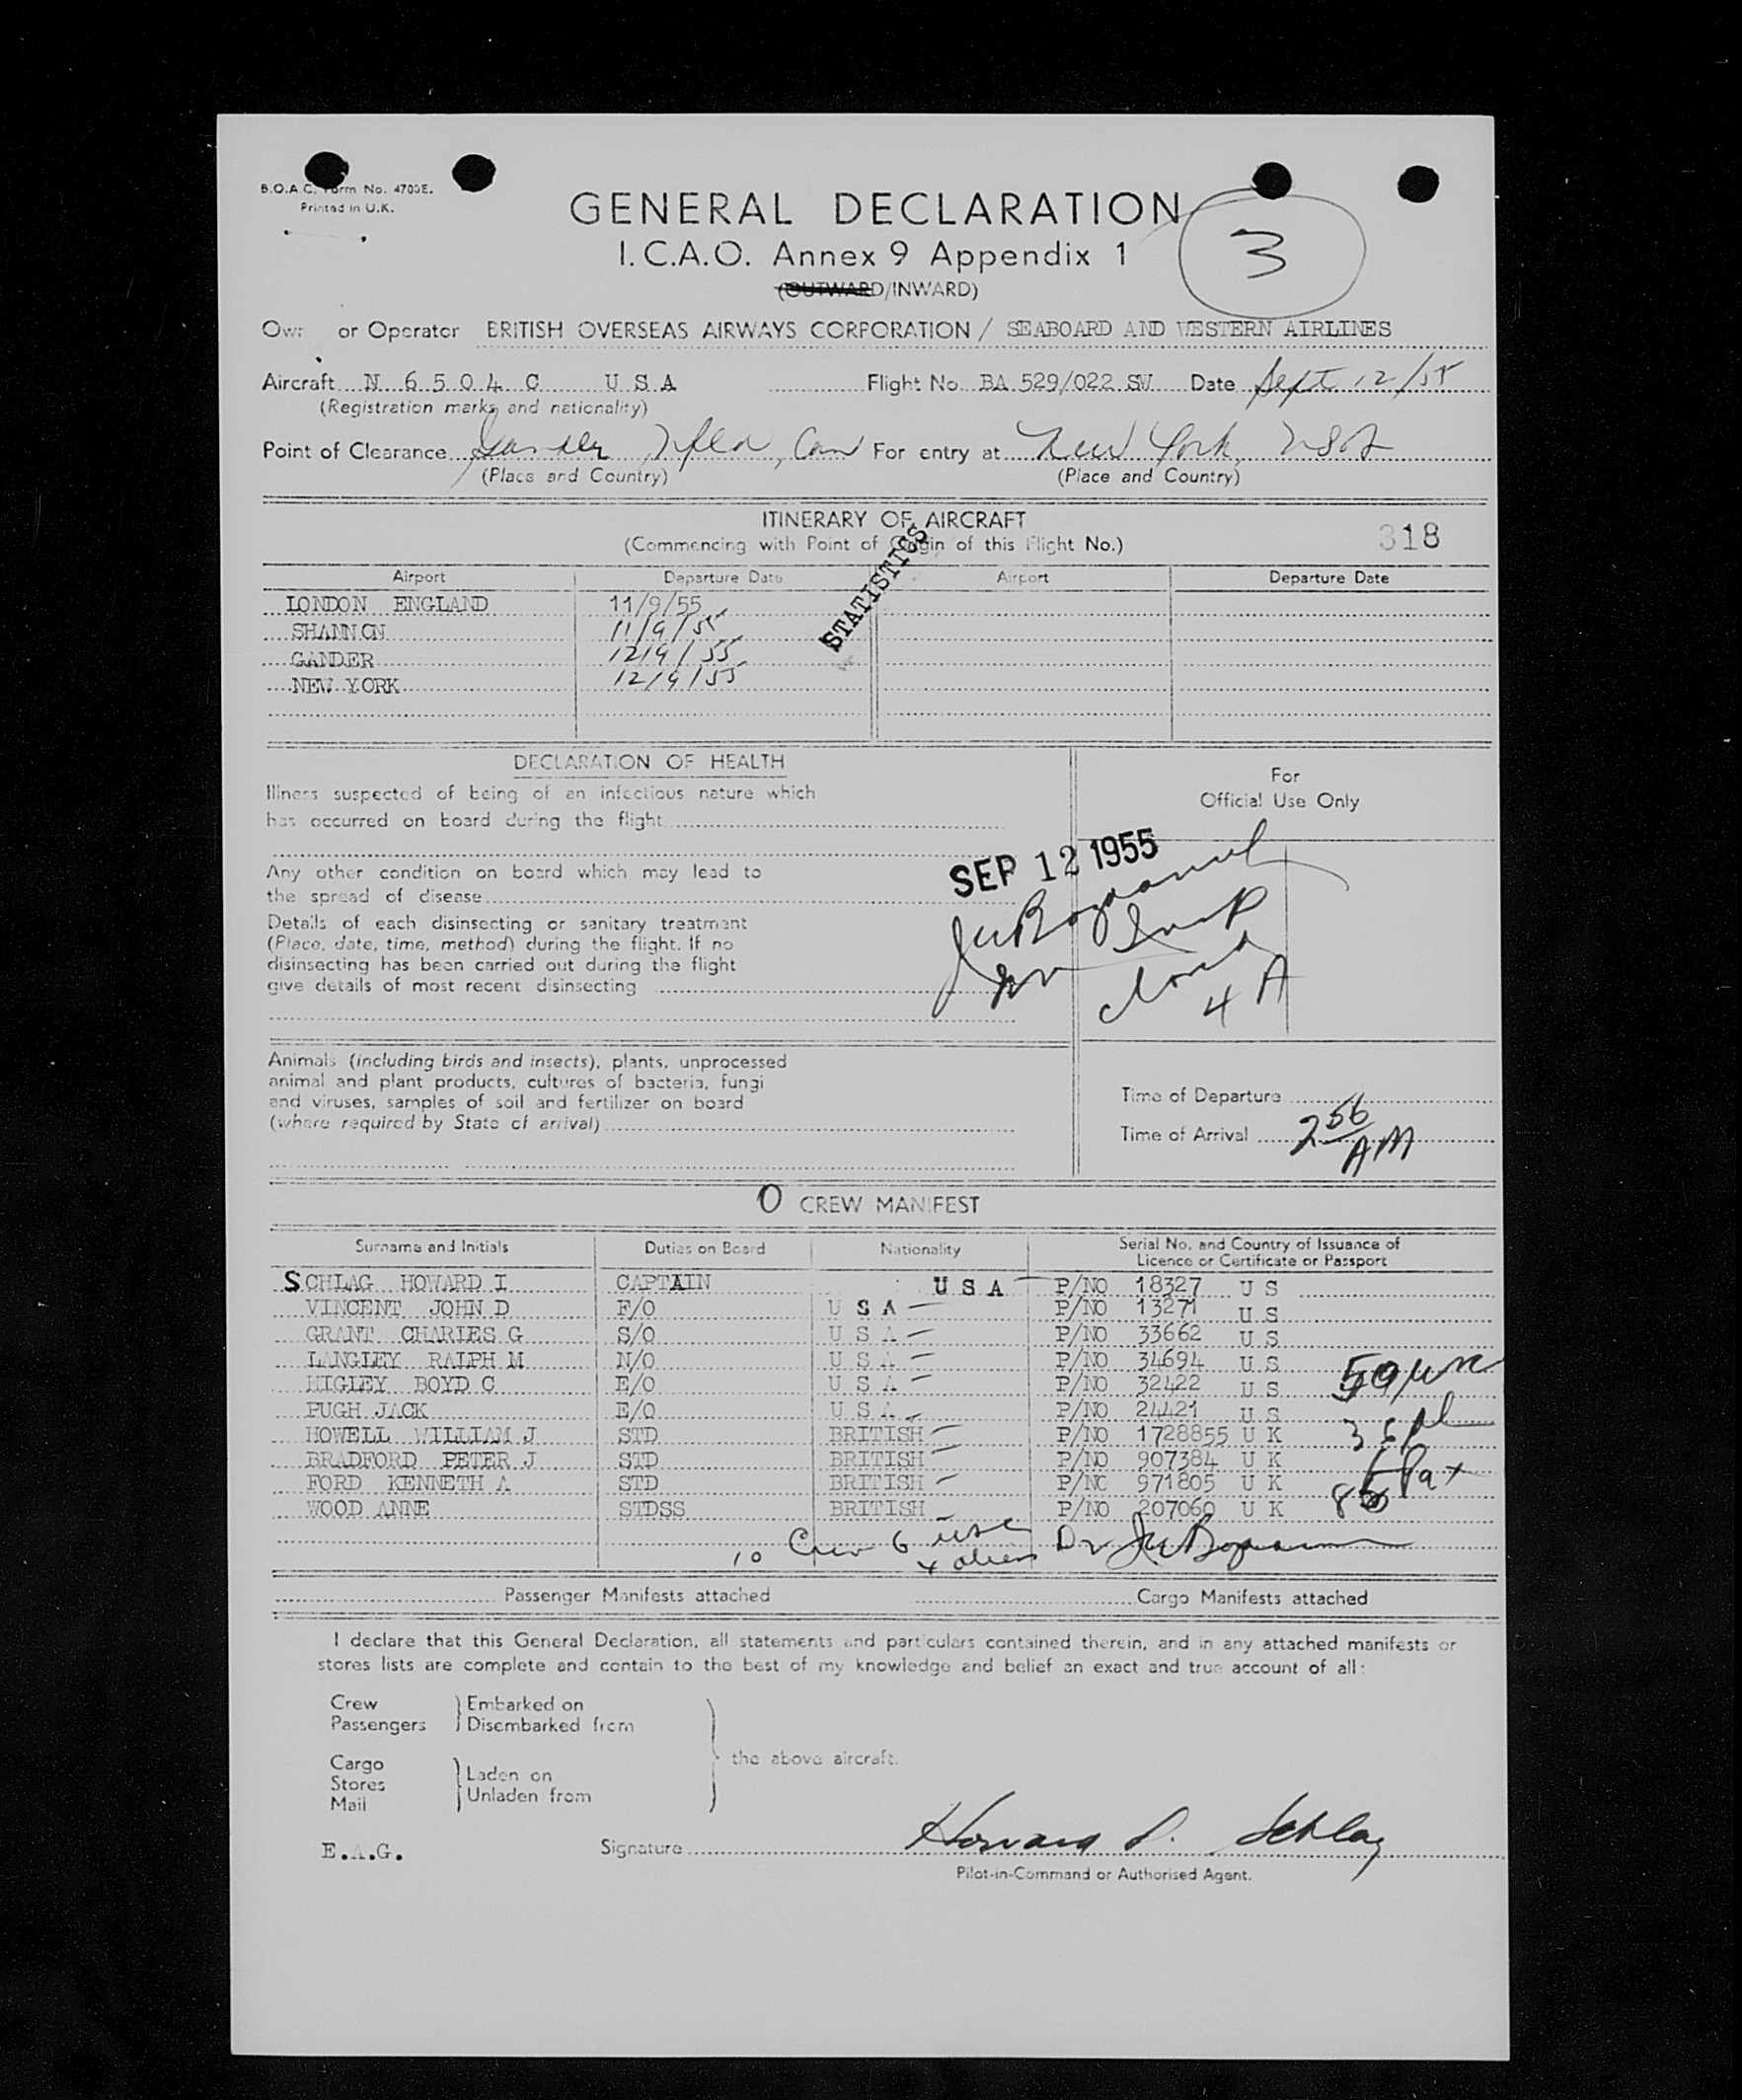 B.O.A.C. Form No. 4700E.
Printed in U.K.
GENERAL DECLARATION
I.C.A.O. Annex 9 Appendix 1
3
(OUTWARD/INWARD)
Own or Operator BRITISH OVERSEAS AIRWAYS CORPORATION / SEABOARD AND WESTERN AIRLINES
Aircraft N 6504 C U S A Flight No. BA 529/022 SW Date Sept 12/55
(Registration marks and nationality)
Point of Clearance Gander, Nfld, Can For entry at New York, USA
(Place and Country) (Place and Country)
ITINERARY OF AIRCRAFT
(Commencing with Point of Origin of this Flight No.) 318
STATISTICS
Airport Departure Date Airport Departure Date
LONDON ENGLAND 11/9/55
SHANNON 11/9/55
GANDER 12/9/55
NEW YORK 12/9/55
DECLARATION OF HEALTH
For
Official Use Only
Illness suspected of being of an infectious nature which
has occurred on board during the flight
SEP 12 1955
Any other condition on board which may lead to
the spread of disease
Details of each disinsecting or sanitary treatment
(Place, date, time, method) during the flight. If no
disinsecting has been carried out during the flight
give details of most recent disinsecting
4 A
Animals (including birds and insects), plants, unprocessed
animal and plant products, cultures of bacteria, fungi
and viruses, samples of soil and fertilizer on board
(where required by State of arrival)
Time of Departure
Time of Arrival 2 56 AM
O CREW MANIFEST
Surname and Initials Duties on Board Nationality Serial No. and Country of Issuance of
Licence or Certificate or Passport
SCHLAG HOWARD I CAPTAIN U S A P/NO 18327 U S
VINCENT JOHN D F/O U S A P/NO 13271 U S
GRANT CHARLES G S/O U S A P/NO 33662 U S
LANGLEY RALPH M N/O U S A P/NO 34694 U S
HIGLEY BOYD C E/O U S A P/NO 32422 U S
PUGH JACK E/O U S A P/NO 24421 U S
HOWELL WILLIAM J STD BRITISH P/NO 1728855 U K
BRADFORD PETER J STD BRITISH P/NO 907384 U K
FORD KENNETH A STD BRITISH P/NO 971805 U K
Pax
WOOD ANNE STDSS BRITISH P/NO 207060 U K
10 Crew 6 usc
4 aliens
Passenger Manifests attached Cargo Manifests attached
I declare that this General Declaration, all statements and particulars contained therein, and in any attached manifests or
stores lists are complete and contain to the best of my knowledge and belief an exact and true account of all:
Crew Embarked on
Passengers Disembarked from
the above aircraft.
Cargo
Stores Laden on
Mail Unladen from
E.A.G. Signature Howard I. Schlag
Pilot-in-Command or Authorised Agent.